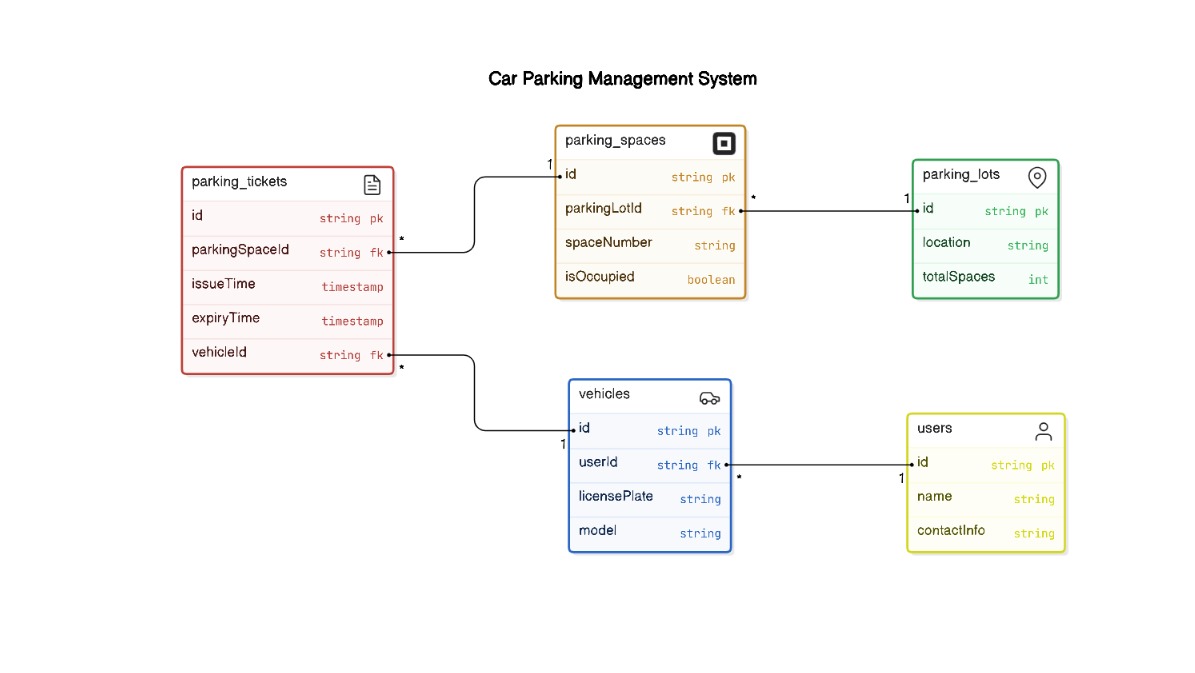 Car Parking Management System
parking_tickets
id string pk
parkingSpaceId string fk
issueTime timestamp
expiryTime timestamp
vehicleId string fk
*
*
parking_spaces
1
id string pk
parkingLotId string fk
*
spaceNumber string
isOccupied boolean
parking_lots
1
id string pk
location string
totalSpaces int
vehicles
id string pk
1
userId string fk
*
licensePlate string
model string
users
id string pk
1
name string
contactInfo string